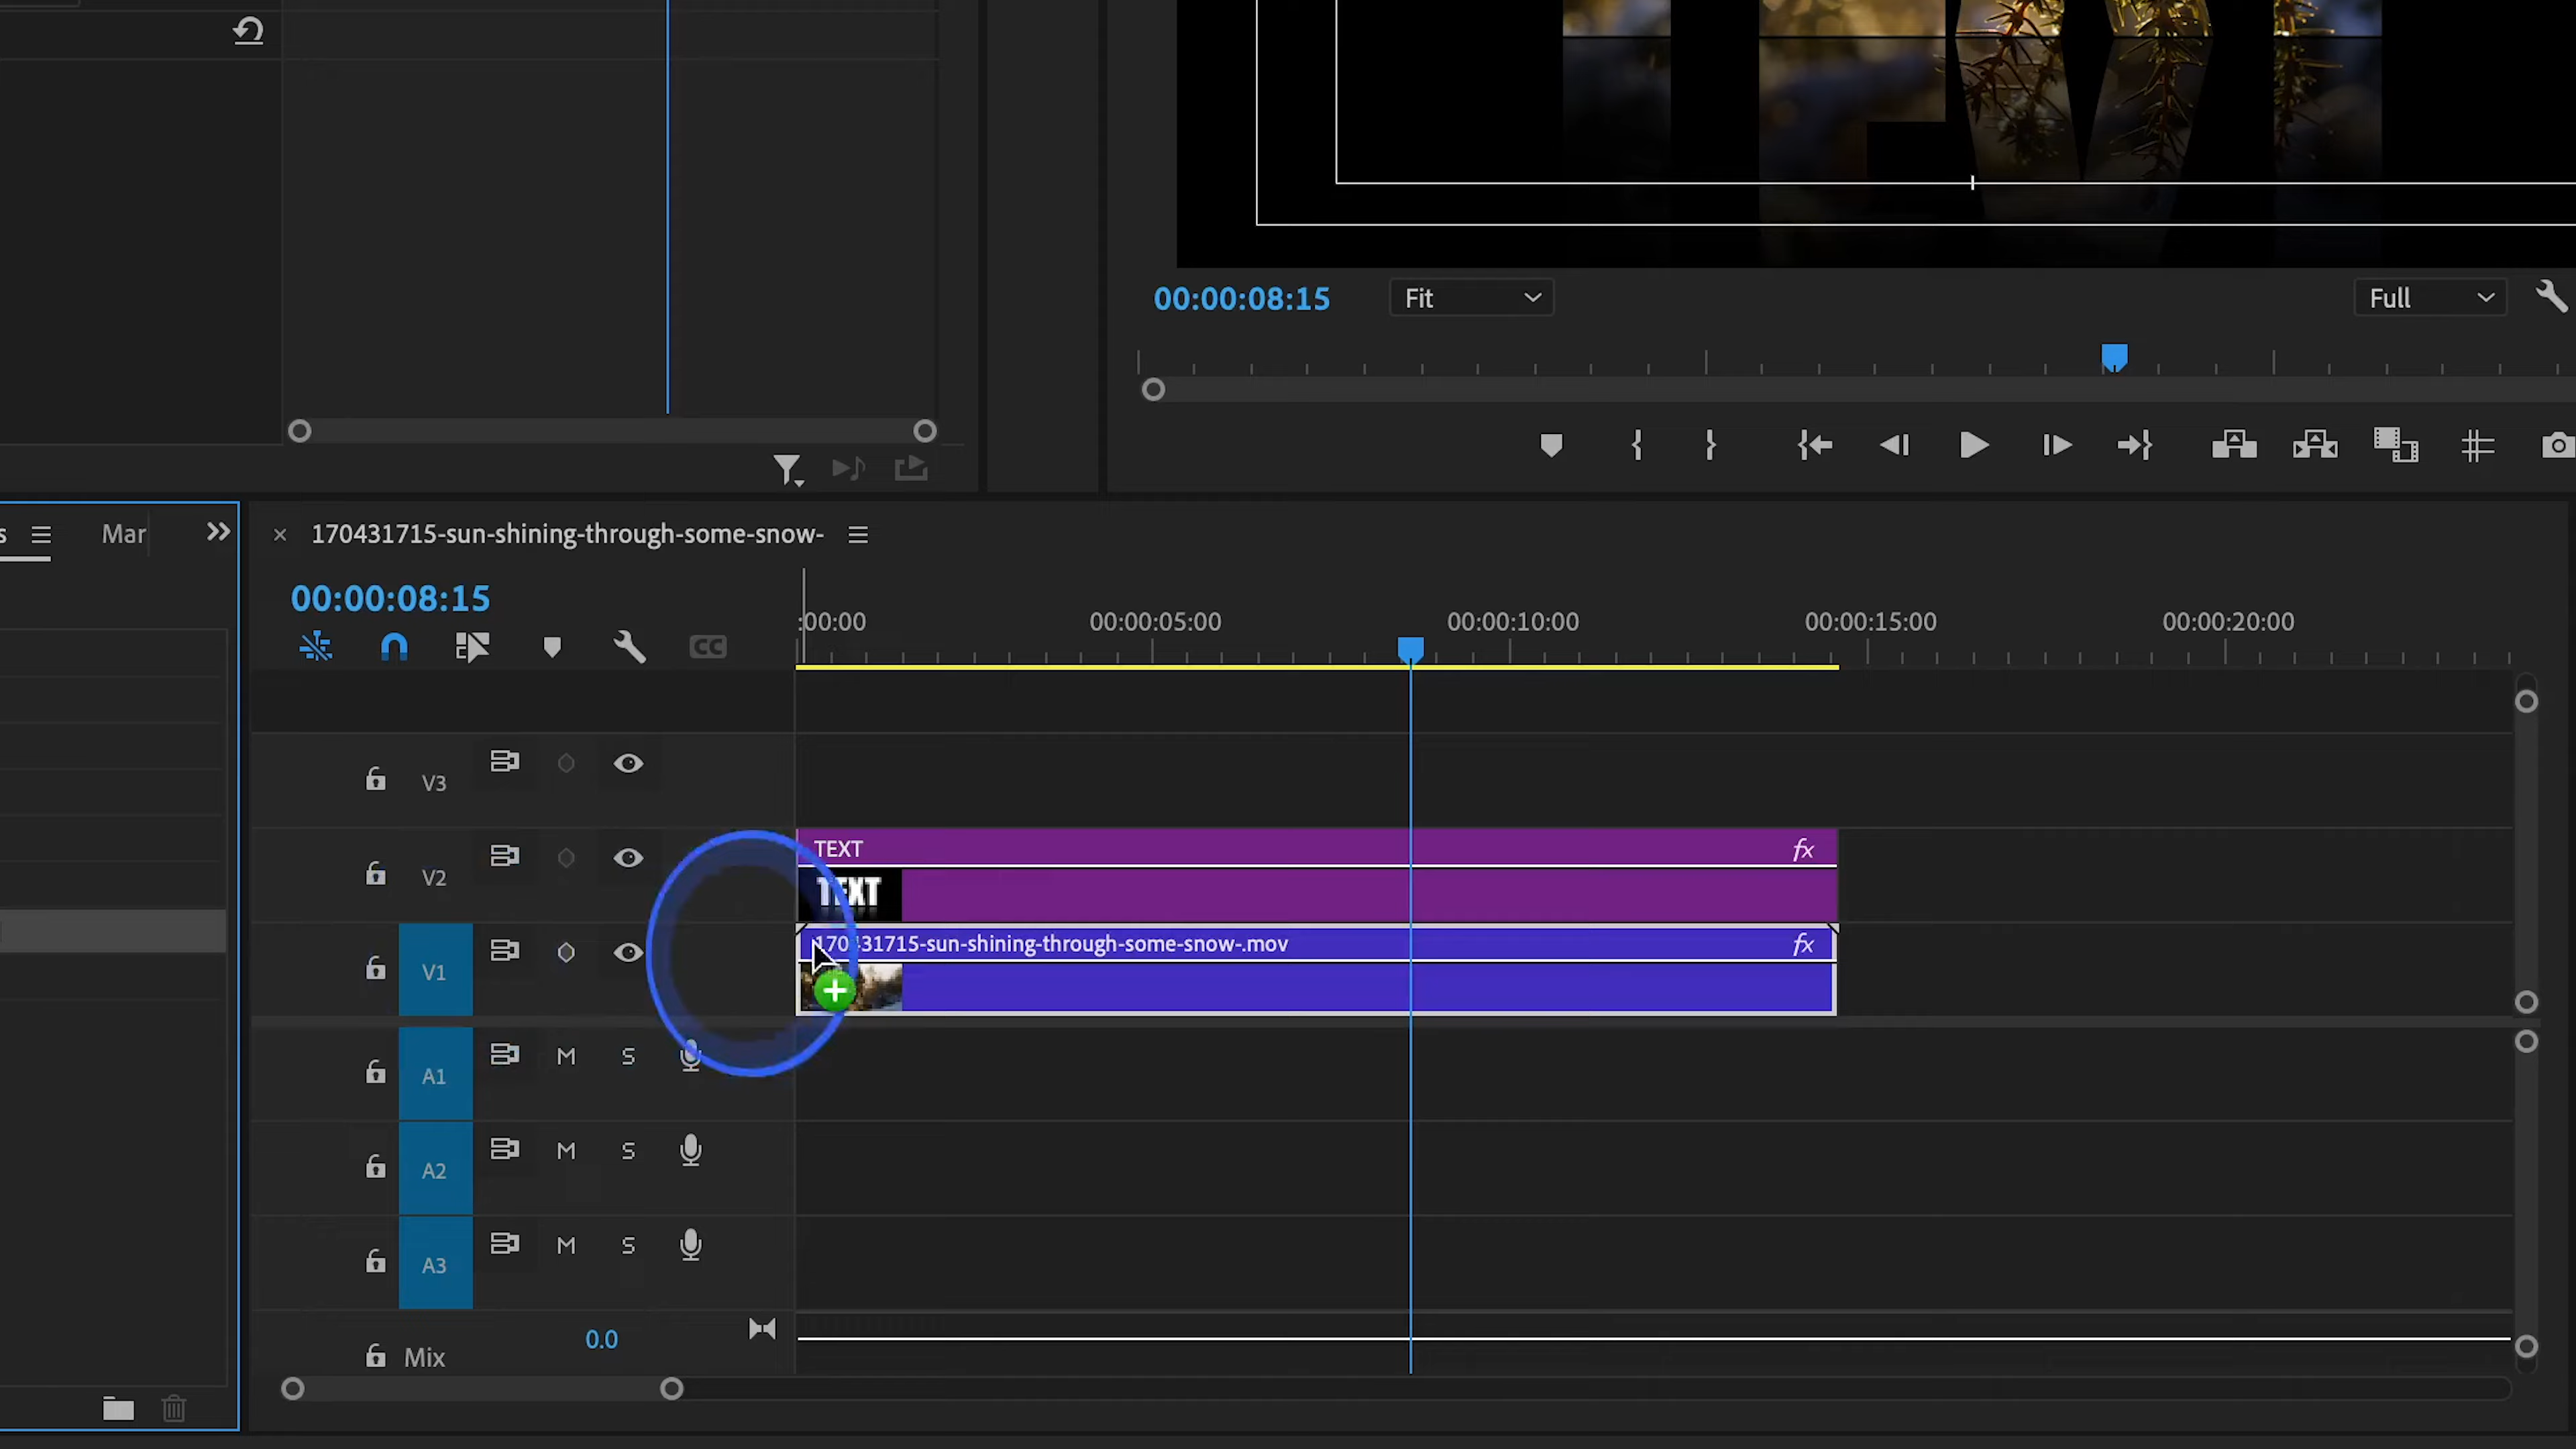 00:00:08:15
Fit
Full
s
Mar
170431715-sun-shining-through-some-snow-
00:00:08:15
:00:00
00:00:05:00
00:00:10:00
00:00:15:00
00:00:20:00
CC
V3
V2
TEXT
fx
TEXT
V1
170431715-sun-shining-through-some-snow-.mov
fx
A1
M
S
A2
M
S
A3
M
S
0.0
Mix